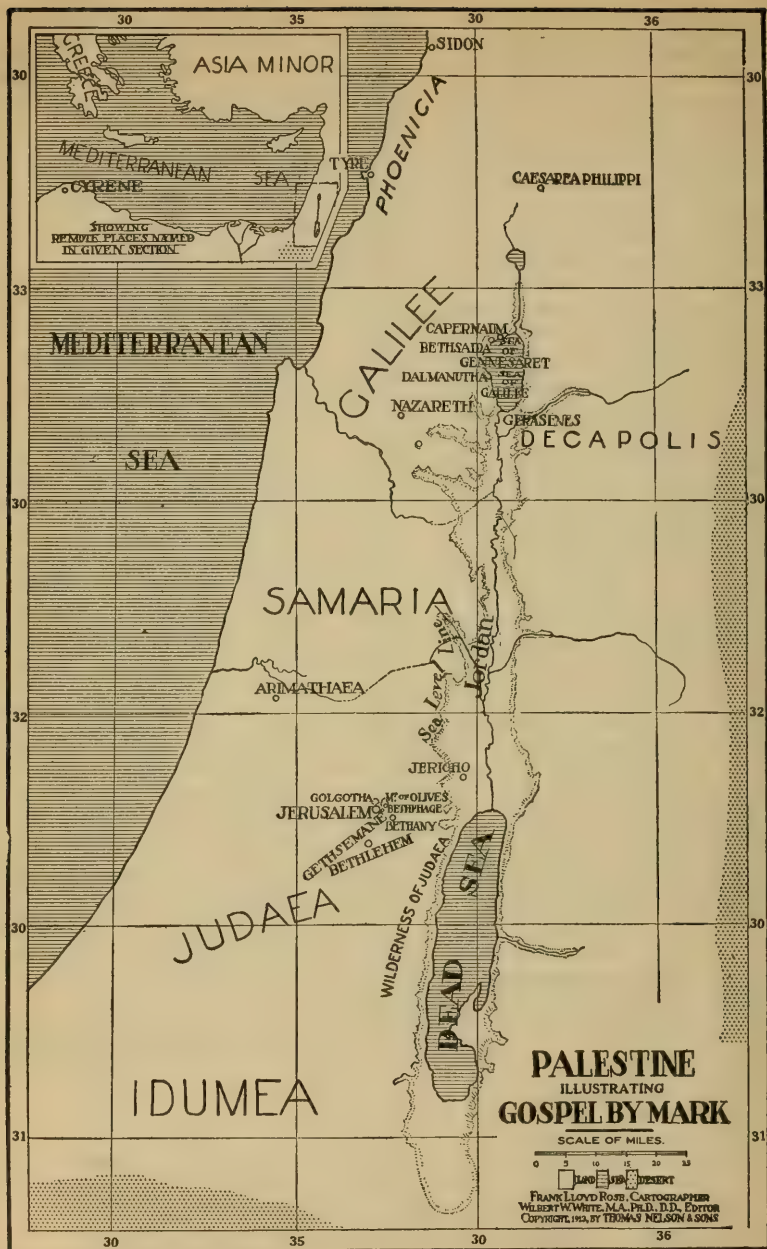 30
35
30
36
GREECE
ASIA MINOR
MEDITERRANEAN
SEA
CYRENE
SHOWING
REMOTE PLACES NAMED
IN GIVEN SECTION
SIDON
30
30
TYRE
PHOENICIA
CAESAREA PHILIPPI
33
33
MEDITERRANEAN
SEA
GALILEE
CAPERNAUM
BETHSAIDA
SEA
OF
GENNESARET
DALMANUTHA
SEA
OF
GALILEE
NAZARETH
GERASENES
DECAPOLIS
30
30
SAMARIA
Sea Level Line
Jordan
ARIMATHAEA
32
32
JERICHO
GOLGOTHA
MT. OF OLIVES
JERUSALEM
BETHPHAGE
BETHANY
GETHSEMANE
BETHLEHEM
JUDAEA
WILDERNESS OF JUDAEA
DEAD SEA
30
30
IDUMEA
31
31
PALESTINE
ILLUSTRATING
GOSPEL BY MARK
SCALE OF MILES.
0 5 10 15 20 25
LAND SEA DESERT
FRANK LLOYD ROSE, CARTOGRAPHER
WILBERT W. WHITE, M.A., PH.D., D.D., EDITOR
COPYRIGHT, 1912, BY THOMAS NELSON & SONS
30
35
30
36